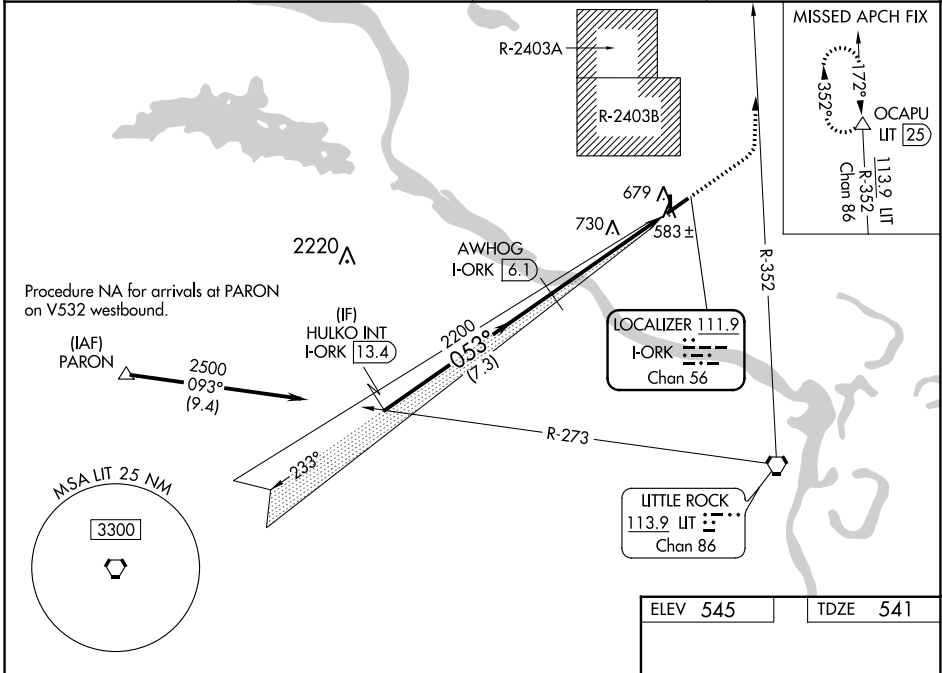 MISSED APCH FIX
172°
352°
OCAPU
LIT 25
113.9 LIT
R-352
Chan 86
R-2403A
R-2403B
679
730
583 ±
2220
AWHOG
I-ORK 6.1
Procedure NA for arrivals at PARON
on V532 westbound.
(IAF)
PARON
2500
093°
(9.4)
(IF)
HULKO INT
I-ORK 13.4
2200
053°
(7.3)
233°
LOCALIZER 111.9
I-ORK
Chan 56
R-352
R-273
LITTLE ROCK
113.9 LIT
Chan 86
MSA LIT 25 NM
3300
ELEV 545
TDZE 541